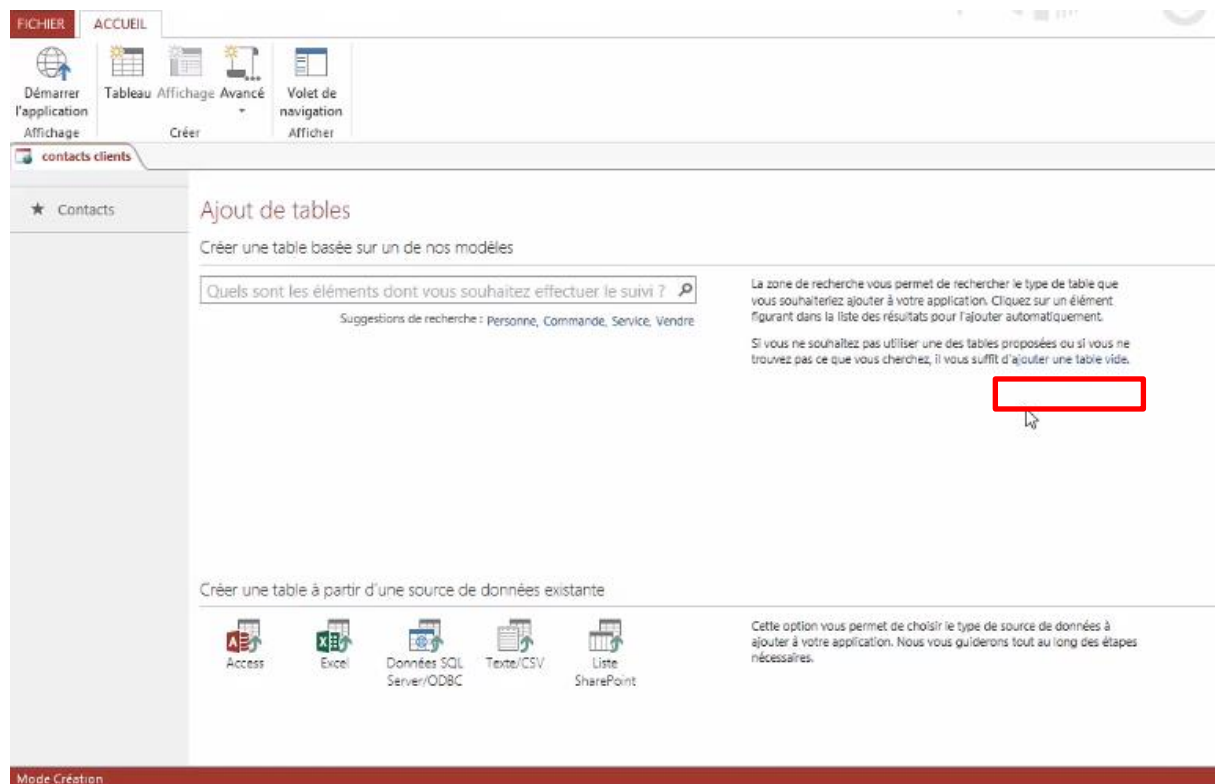 FICHIER ACCUEIL
Démarrer l'application
Tableau
Affichage
Avancé
Volet de navigation
Affichage
Créer
Afficher
contacts clients
Contacts
Ajout de tables
Créer une table basée sur un de nos modèles
Quels sont les éléments dont vous souhaitez effectuer le suivi ?
Suggestions de recherche : Personne, Commande, Service, Vendre
La zone de recherche vous permet de rechercher le type de table que
vous souhaiteriez ajouter à votre application. Cliquez sur un élément
figurant dans la liste des résultats pour l'ajouter automatiquement.
Si vous ne souhaitez pas utiliser une des tables proposées ou si vous ne
trouvez pas ce que vous cherchez, il vous suffit d'ajouter une table vide.
Créer une table à partir d'une source de données existante
Access
Excel
Données SQL
Server/ODBC
Texte/CSV
Liste
SharePoint
Cette option vous permet de choisir le type de source de données à
ajouter à votre application. Nous vous guiderons tout au long des étapes
nécessaires.
Mode Création